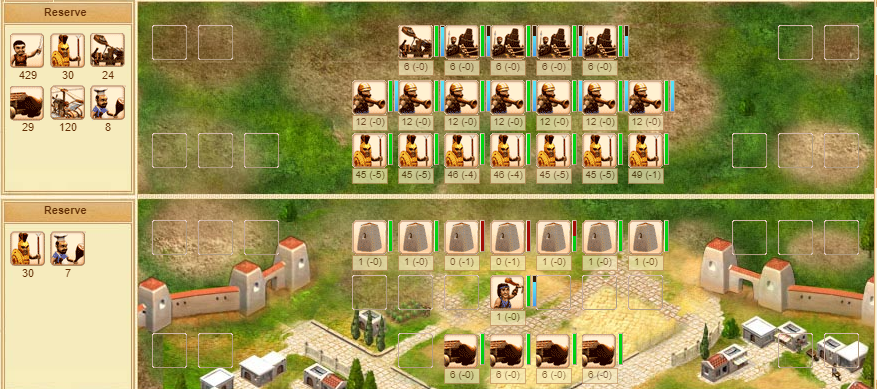 Reserve
429 30 24
29 120 8
6 (-0) 6 (-0) 6 (-0) 6 (-0) 6 (-0)
12 (-0) 12 (-0) 12 (-0) 12 (-0) 12 (-0) 12 (-0) 12 (-0)
45 (-5) 45 (-5) 46 (-4) 46 (-4) 45 (-5) 45 (-5) 49 (-1)
Reserve
30 7
1 (-0) 1 (-0) 0 (-1) 0 (-1) 1 (-0) 1 (-0) 1 (-0)
1 (-0)
6 (-0) 6 (-0) 6 (-0) 6 (-0)